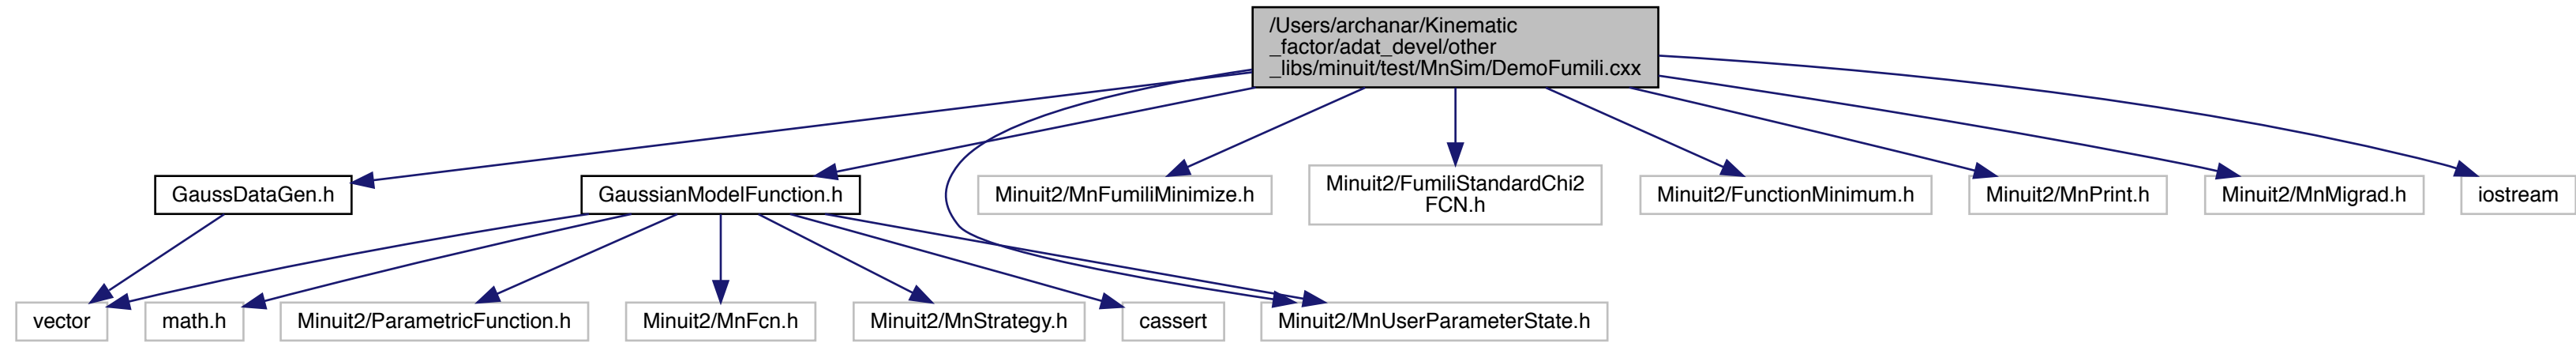 /Users/archanar/Kinematic
_factor/adat_devel/other
_libs/minuit/test/MnSim/DemoFumili.cxx
GaussDataGen.h
GaussianModelFunction.h
Minuit2/MnFumiliMinimize.h
Minuit2/FumiliStandardChi2
FCN.h
Minuit2/FunctionMinimum.h
Minuit2/MnPrint.h
Minuit2/MnMigrad.h
iostream
vector
math.h
Minuit2/ParametricFunction.h
Minuit2/MnFcn.h
Minuit2/MnStrategy.h
cassert
Minuit2/MnUserParameterState.h